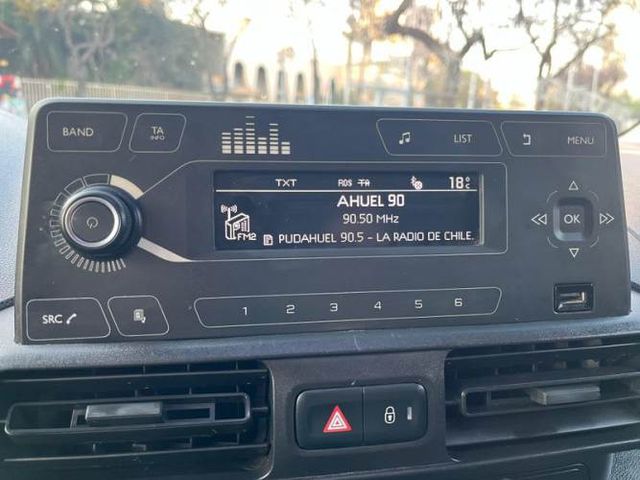 BAND
TA
INFO
LIST
MENU
TXT RDS TA 18°C
AHUEL 90
90.50 MHz
FM2
PUDAHUEL 90.5 - LA RADIO DE CHILE.
OK
SRC
1 2 3 4 5 6